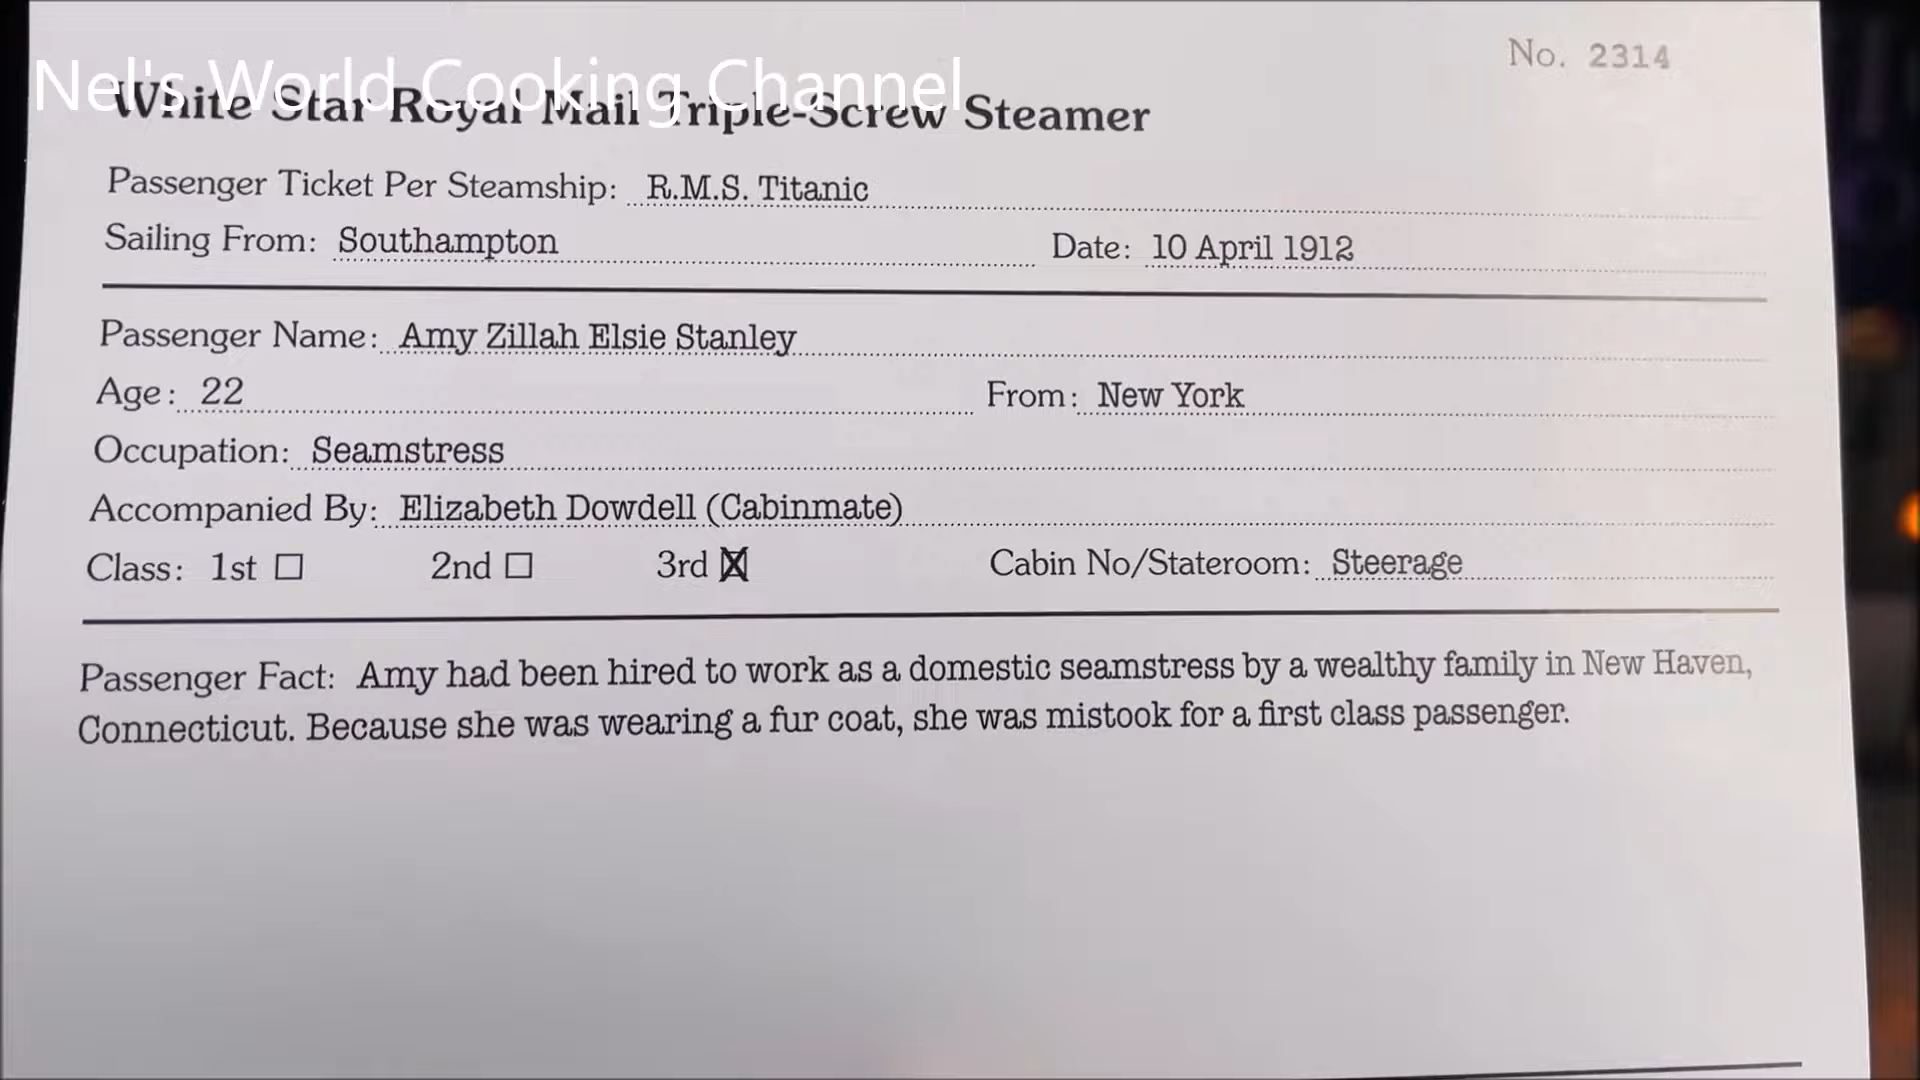 No. 2314
Nel's World Cooking Channel
White Star Royal Mail Triple-Screw Steamer
Passenger Ticket Per Steamship: R.M.S. Titanic
Sailing From: Southampton Date: 10 April 1912
Passenger Name: Amy Zillah Elsie Stanley
Age: 22 From: New York
Occupation: Seamstress
Accompanied By: Elizabeth Dowdell (Cabinmate)
Class: 1st ☐ 2nd ☐ 3rd ☒ Cabin No/Stateroom: Steerage
Passenger Fact: Amy had been hired to work as a domestic seamstress by a wealthy family in New Haven,
Connecticut. Because she was wearing a fur coat, she was mistook for a first class passenger.